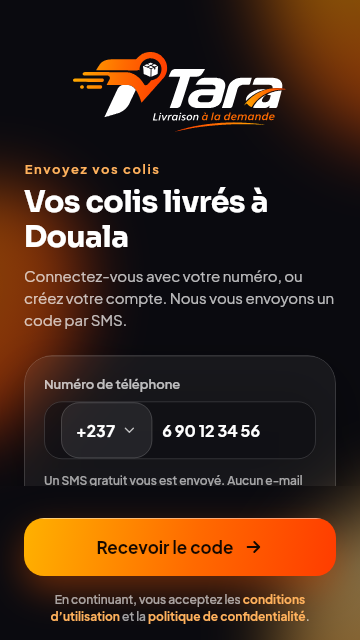 Tara
Livraison à la demande
Envoyez vos colis
Vos colis livrés à
Douala
Connectez-vous avec votre numéro, ou
créez votre compte. Nous vous envoyons un
code par SMS.
Numéro de téléphone
+237 6 90 12 34 56
Un SMS gratuit vous est envoyé. Aucun e-mail
Recevoir le code →
En continuant, vous acceptez les conditions
d'utilisation et la politique de confidentialité.